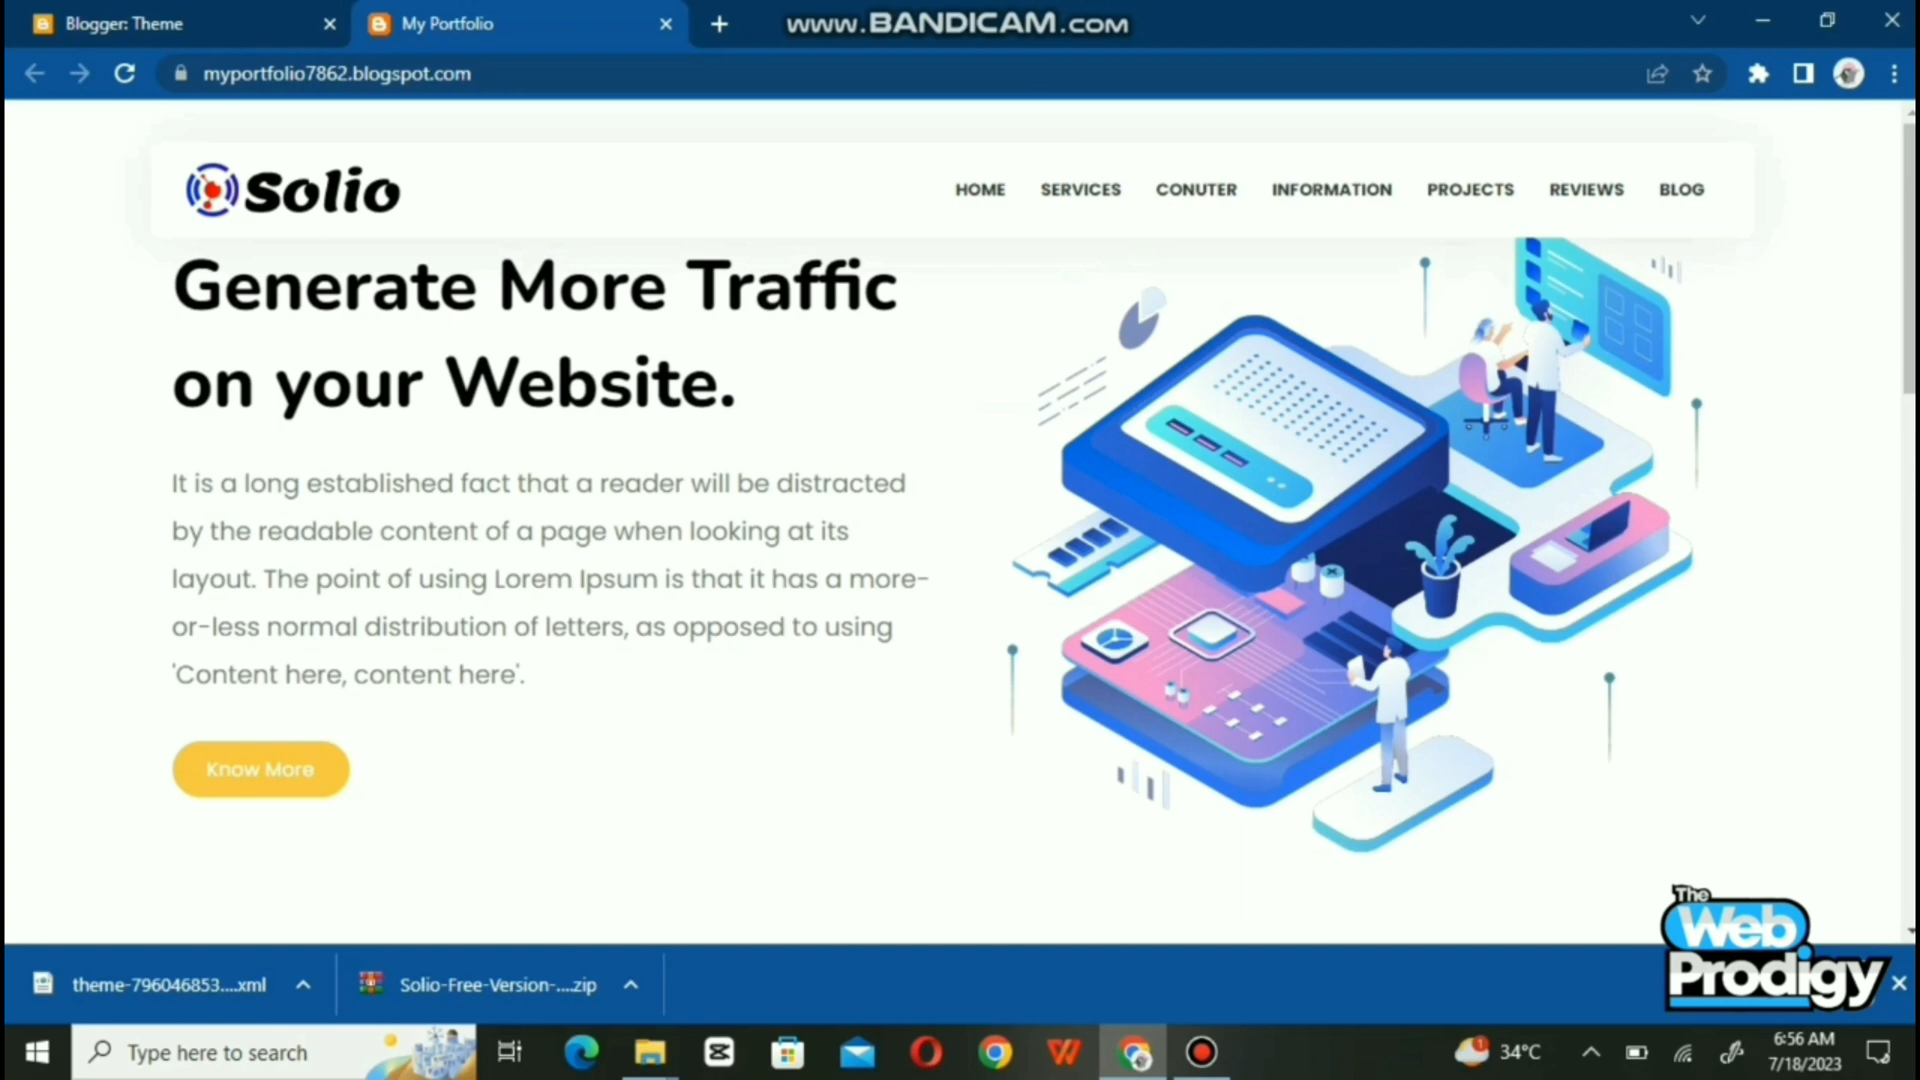 Blogger: Theme
My Portfolio
www.BANDICAM.com
myportfolio7862.blogspot.com
Solio
HOME
SERVICES
CONUTER
INFORMATION
PROJECTS
REVIEWS
BLOG
Generate More Traffic
on your Website.
It is a long established fact that a reader will be distracted
by the readable content of a page when looking at its
layout. The point of using Lorem Ipsum is that it has a more-
or-less normal distribution of letters, as opposed to using
'Content here, content here'.
Know More
The
Web
Prodigy
theme-796046853....xml
Solio-Free-Version-....zip
Type here to search
1
34°C
6:56 AM
7/18/2023